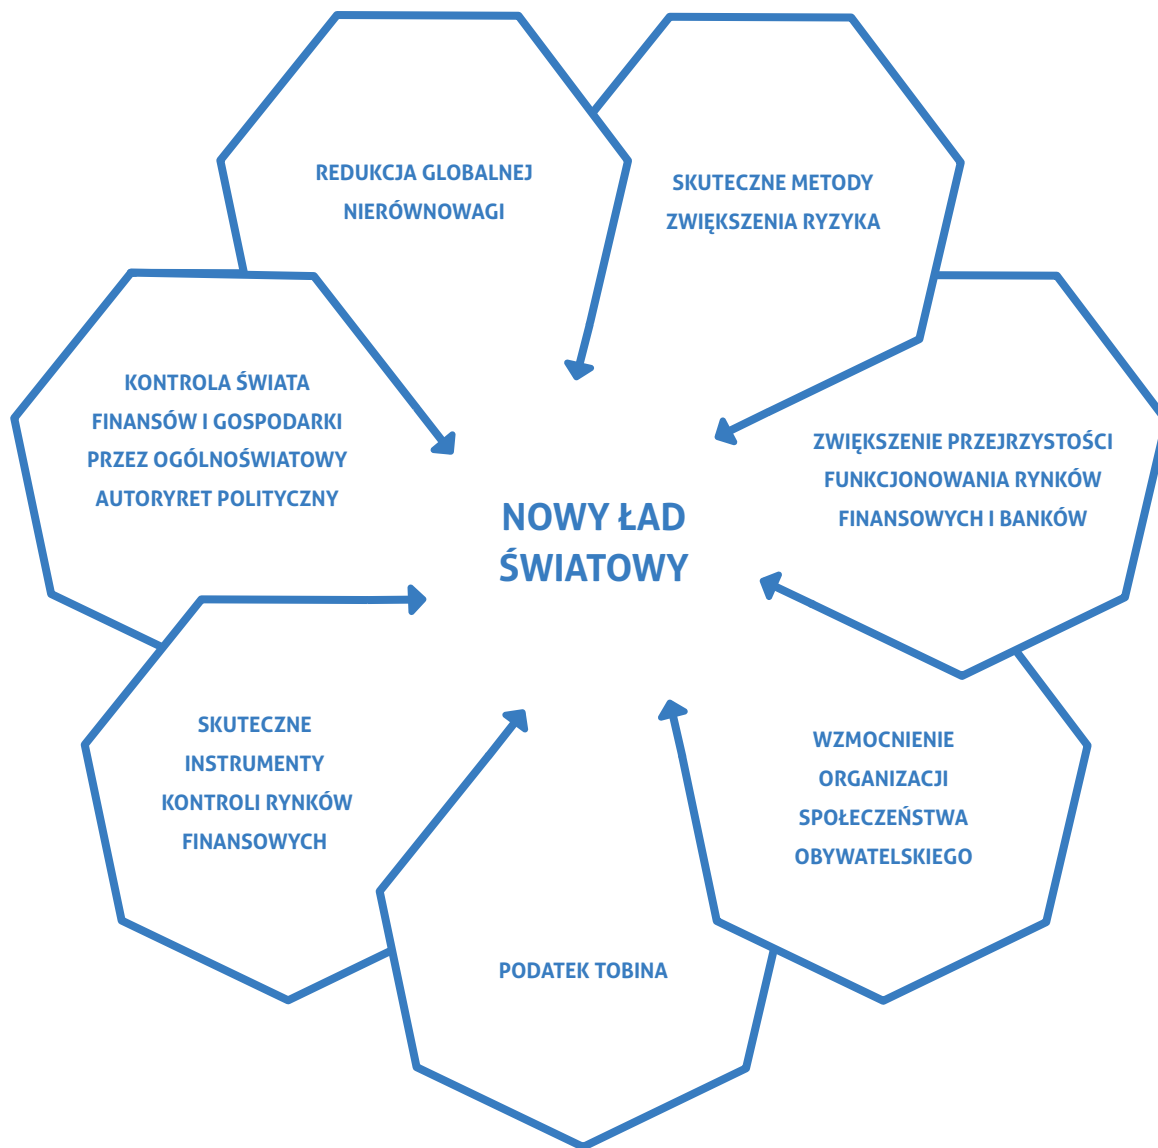 REDUKCJA GLOBALNEJ
NIERÓWNOWAGI
SKUTECZNE METODY
ZWIĘKSZENIA RYZYKA
KONTROLA ŚWIATA
FINANSÓW I GOSPODARKI
PRZEZ OGÓLNOŚWIATOWY
AUTORYRET POLITYCZNY
ZWIĘKSZENIE PRZEJRZYSTOŚCI
FUNKCJONOWANIA RYNKÓW
FINANSOWYCH I BANKÓW
NOWY ŁAD
ŚWIATOWY
SKUTECZNE
INSTRUMENTY
KONTROLI RYNKÓW
FINANSOWYCH
WZMOCNIENIE
ORGANIZACJI
SPOŁECZEŃSTWA
OBYWATELSKIEGO
PODATEK TOBINA